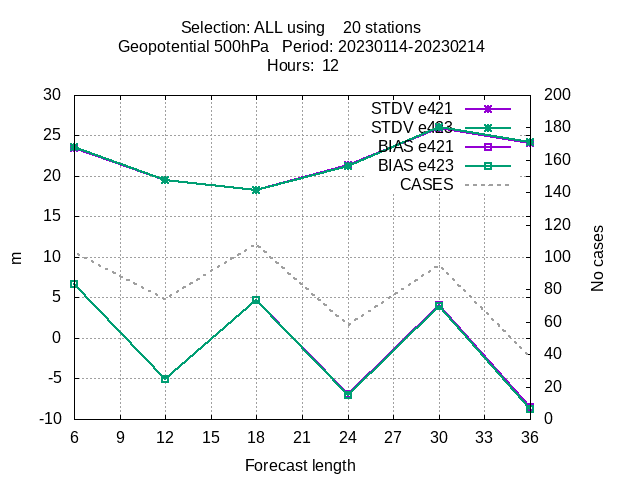 Selection: ALL using    20 stations
Geopotential 500hPa   Period: 20230114-20230214
Hours:  12
30
25
20
15
10
5
0
-5
-10
m
STDV e421
STDV e423
BIAS e421
BIAS e423
CASES
200
180
160
140
120
100
80
60
40
20
0
No cases
6 9 12 15 18 21 24 27 30 33 36
Forecast length